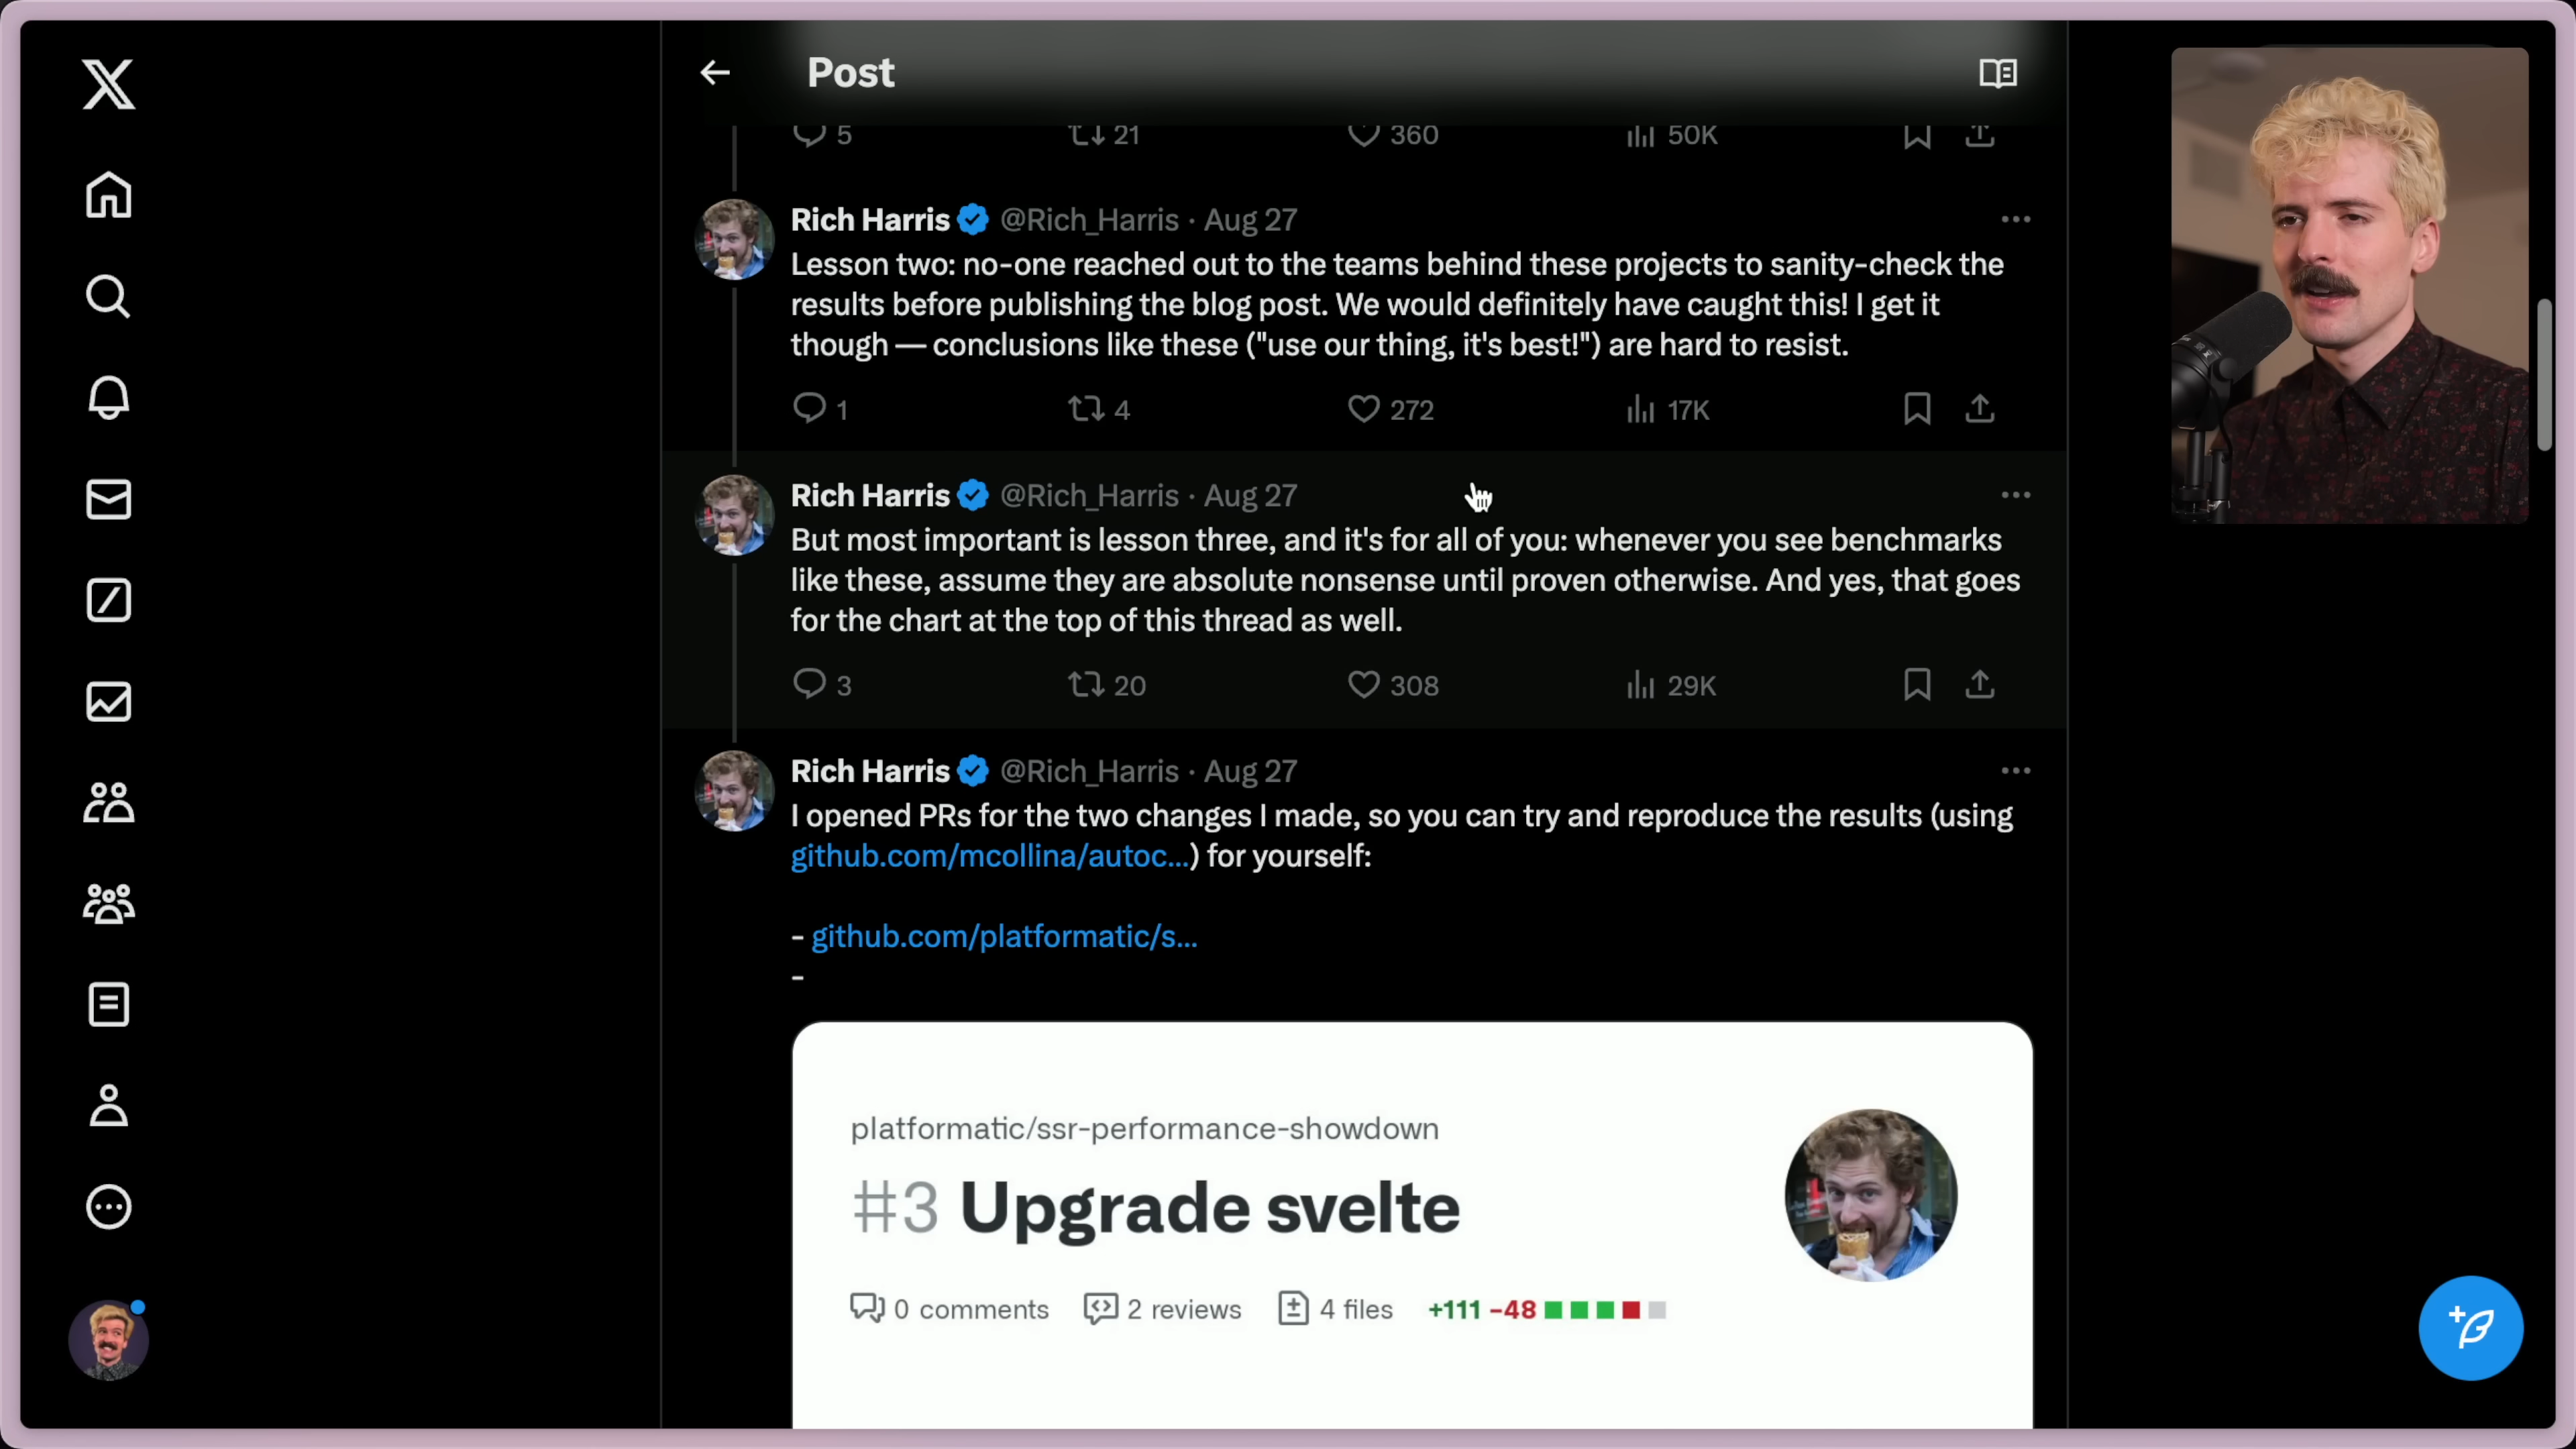 Post
5 21 360 50K
Rich Harris @Rich_Harris · Aug 27
Lesson two: no-one reached out to the teams behind these projects to sanity-check the
results before publishing the blog post. We would definitely have caught this! I get it
though — conclusions like these ("use our thing, it's best!") are hard to resist.
1 4 272 17K
Rich Harris @Rich_Harris · Aug 27
But most important is lesson three, and it's for all of you: whenever you see benchmarks
like these, assume they are absolute nonsense until proven otherwise. And yes, that goes
for the chart at the top of this thread as well.
3 20 308 29K
Rich Harris @Rich_Harris · Aug 27
I opened PRs for the two changes I made, so you can try and reproduce the results (using
github.com/mcollina/autoc...) for yourself:
- github.com/platformatic/s...
-
platformatic/ssr-performance-showdown
#3 Upgrade svelte
0 comments 2 reviews 4 files +111 −48